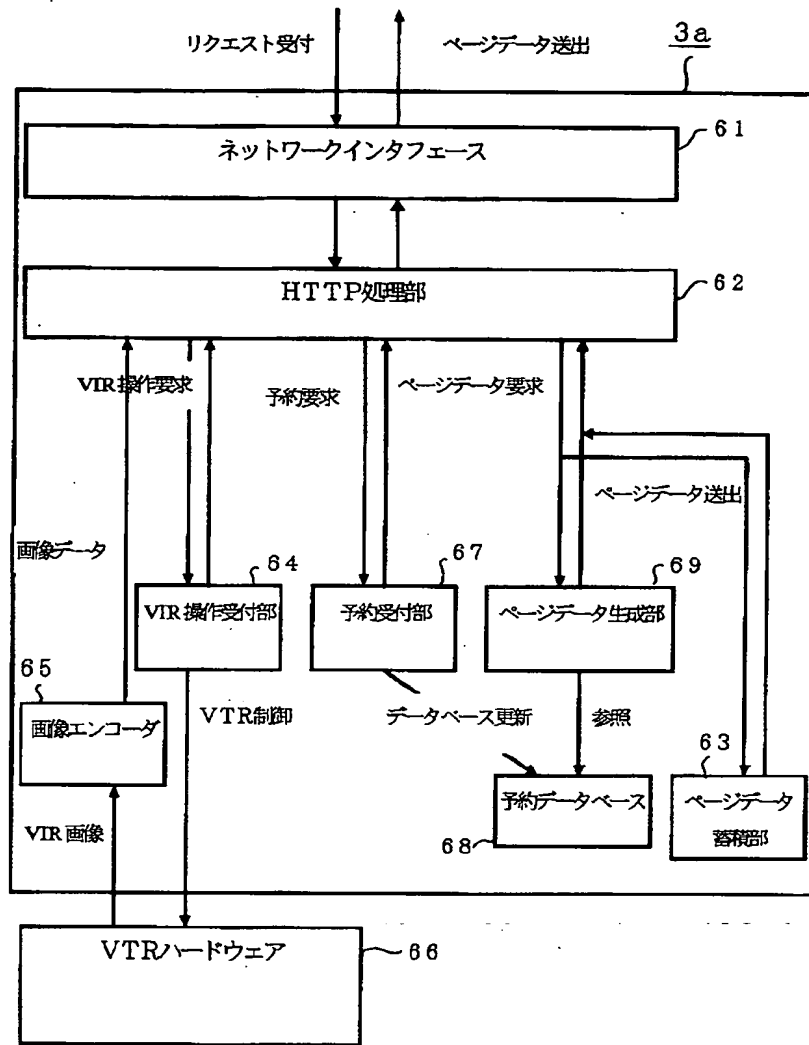 リクエスト受付
ページデータ送出
3a
ネットワークインタフェース
61
HTTP処理部
62
VIR操作要求
予約要求
ページデータ要求
ページデータ送出
画像データ
64
67
69
VIR操作受付部
予約受付部
ページデータ生成部
65
画像エンコーダ
VTR制御
データベース更新
参照
63
予約データベース
ページデータ
蓄積部
68
VIR画像
VTRハードウェア
66